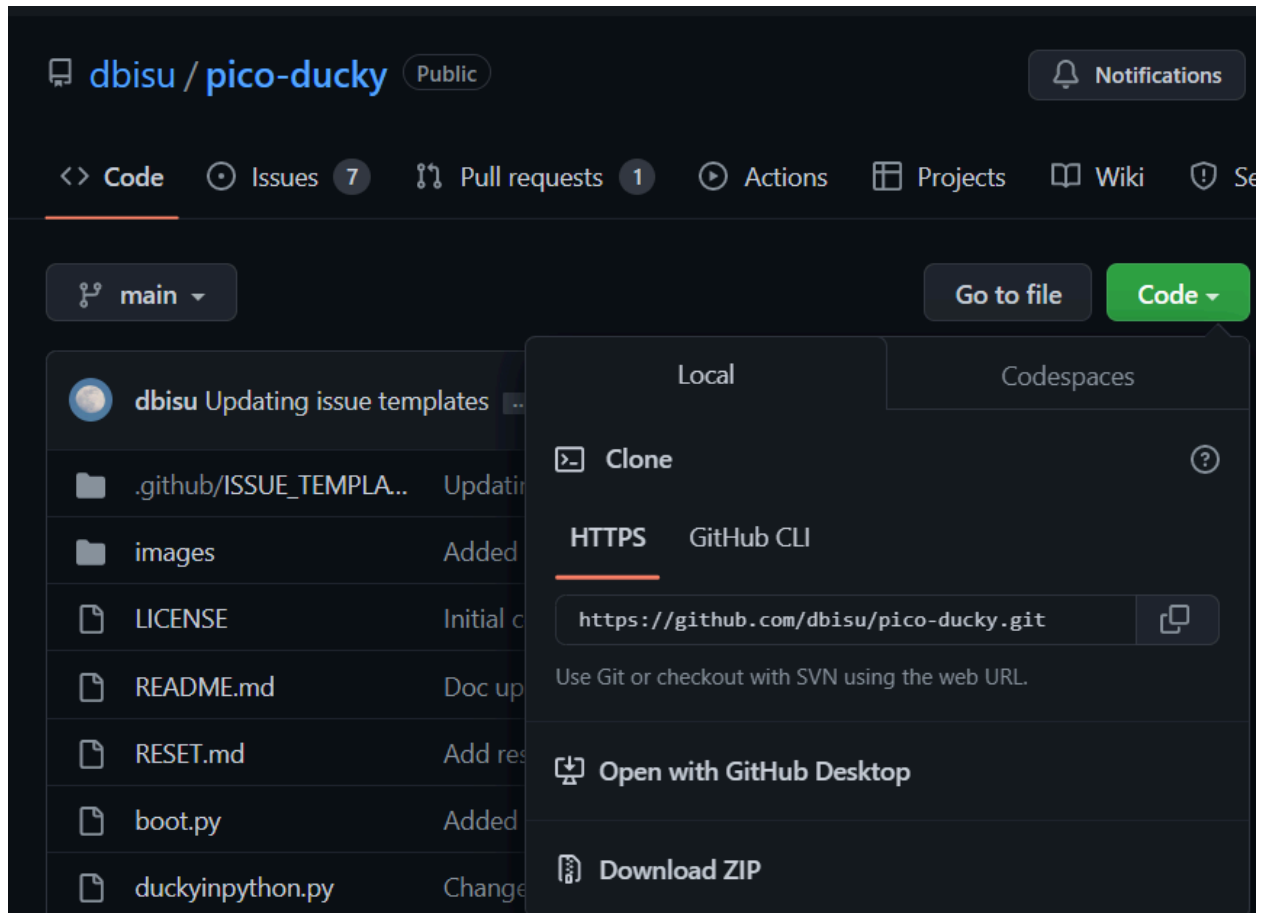 dbisu / pico-ducky Public Notifications
Code Issues 7 Pull requests 1 Actions Projects Wiki
main Go to file Code
Local Codespaces
dbisu Updating issue templates ...
Clone
.github/ISSUE_TEMPLA...
HTTPS GitHub CLI
images Added
LICENSE Initial
https://github.com/dbisu/pico-ducky.git
Use Git or checkout with SVN using the web URL.
README.md Doc up
RESET.md Add
Open with GitHub Desktop
boot.py Added
Download ZIP
duckyinpython.py Change